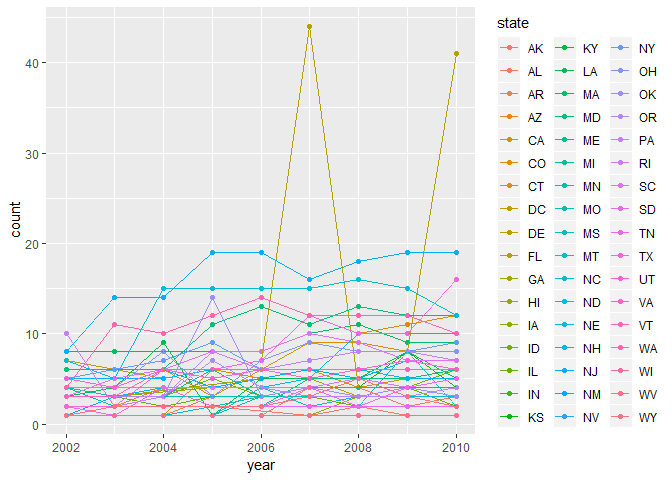 state
AK KY NY
AL LA OH
AR MA OK
AZ MD OR
CA ME PA
CO MI RI
CT MN SC
DC MO SD
DE MS TN
FL MT TX
GA NC UT
HI ND VA
IA NE VT
ID NH WA
IL NJ WI
IN NM WV
KS NV WY
count
40
30
20
10
0
2002 2004 2006 2008 2010
year